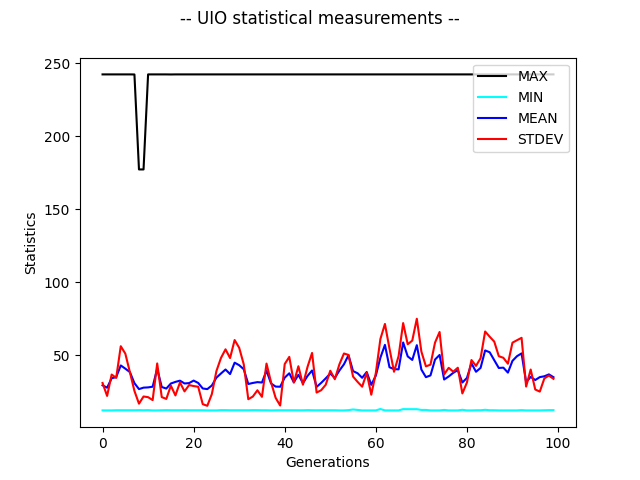 -- UIO statistical measurements --
250
200
150
100
50
Statistics
0
20
40
60
80
100
Generations
MAX
MIN
MEAN
STDEV